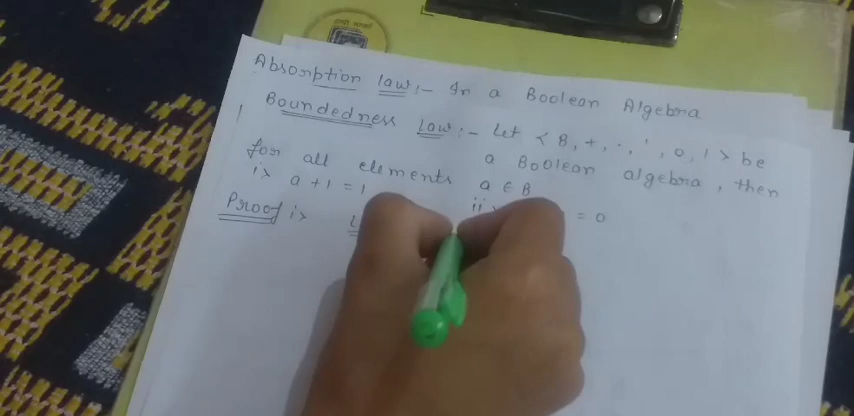 Absorption law :- In a Boolean Algebra
Boundedness law :- Let < B, +, ·, ', 0, 1 > be
a Boolean algebra, then
for all elements a ∈ B
i> a + 1 = 1 ii> = 0
Proof i>